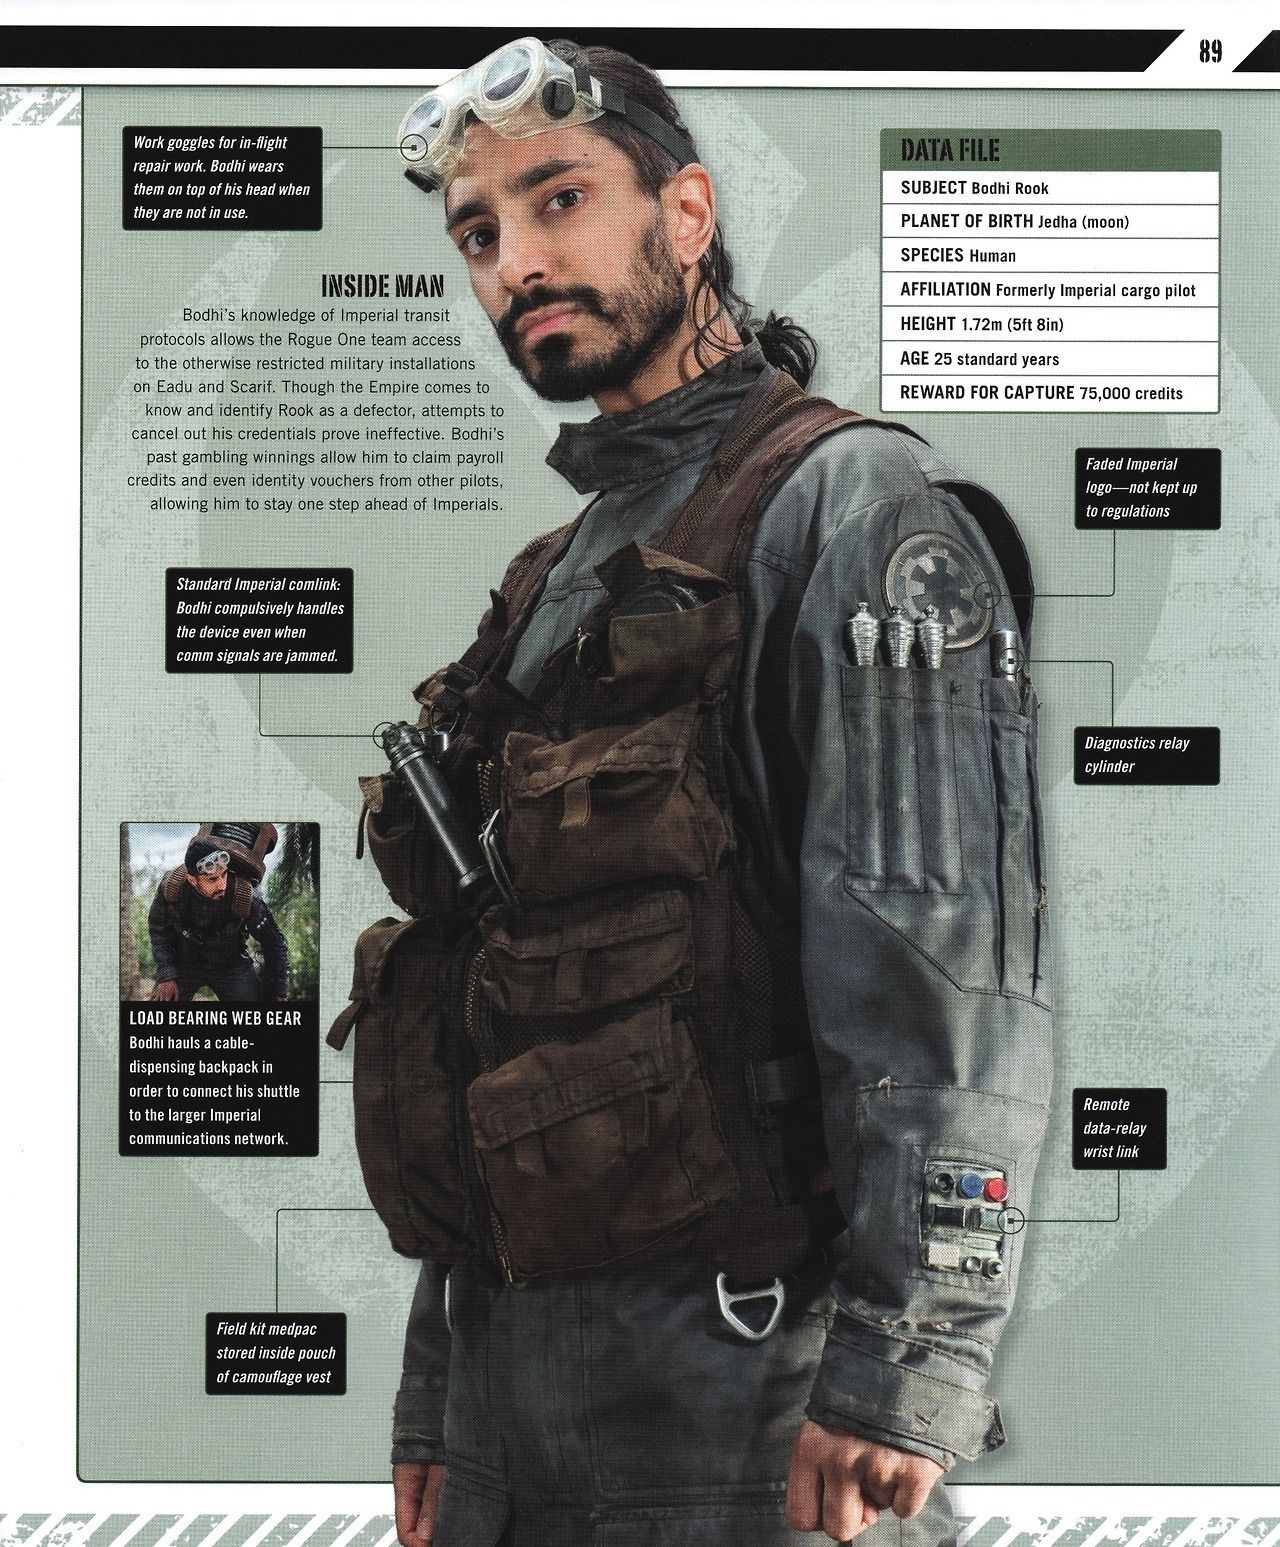 89
Work goggles for in-flight
repair work. Bodhi wears
them on top of his head when
they are not in use.
INSIDE MAN
Bodhi's knowledge of Imperial transit
protocols allows the Rogue One team access
to the otherwise restricted military installations
on Eadu and Scarif. Though the Empire comes to
know and identify Rook as a defector, attempts to
cancel out his credentials prove ineffective. Bodhi's
past gambling winnings allow him to claim payroll
credits and even identity vouchers from other pilots,
allowing him to stay one step ahead of Imperials.
DATA FILE
SUBJECT Bodhi Rook
PLANET OF BIRTH Jedha (moon)
SPECIES Human
AFFILIATION Formerly Imperial cargo pilot
HEIGHT 1.72m (5ft 8in)
AGE 25 standard years
REWARD FOR CAPTURE 75,000 credits
Faded Imperial
logo—not kept up
to regulations
Standard Imperial comlink:
Bodhi compulsively handles
the device even when
comm signals are jammed.
Diagnostics relay
cylinder
LOAD BEARING WEB GEAR
Bodhi hauls a cable-
dispensing backpack in
order to connect his shuttle
to the larger Imperial
communications network.
Remote
data-relay
wrist link
Field kit medpac
stored inside pouch
of camouflage vest